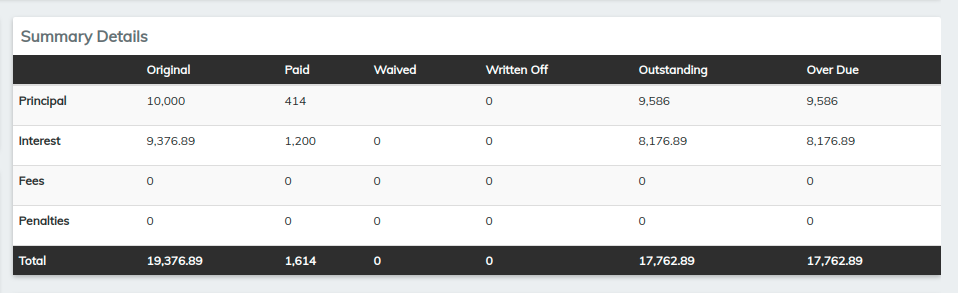 Summary Details
Original Paid Waived Written Off Outstanding Over Due
Principal 10,000 414 0 9,586 9,586
Interest 9,376.89 1,200 0 0 8,176.89 8,176.89
Fees 0 0 0 0 0 0
Penalties 0 0 0 0 0 0
Total 19,376.89 1,614 0 0 17,762.89 17,762.89